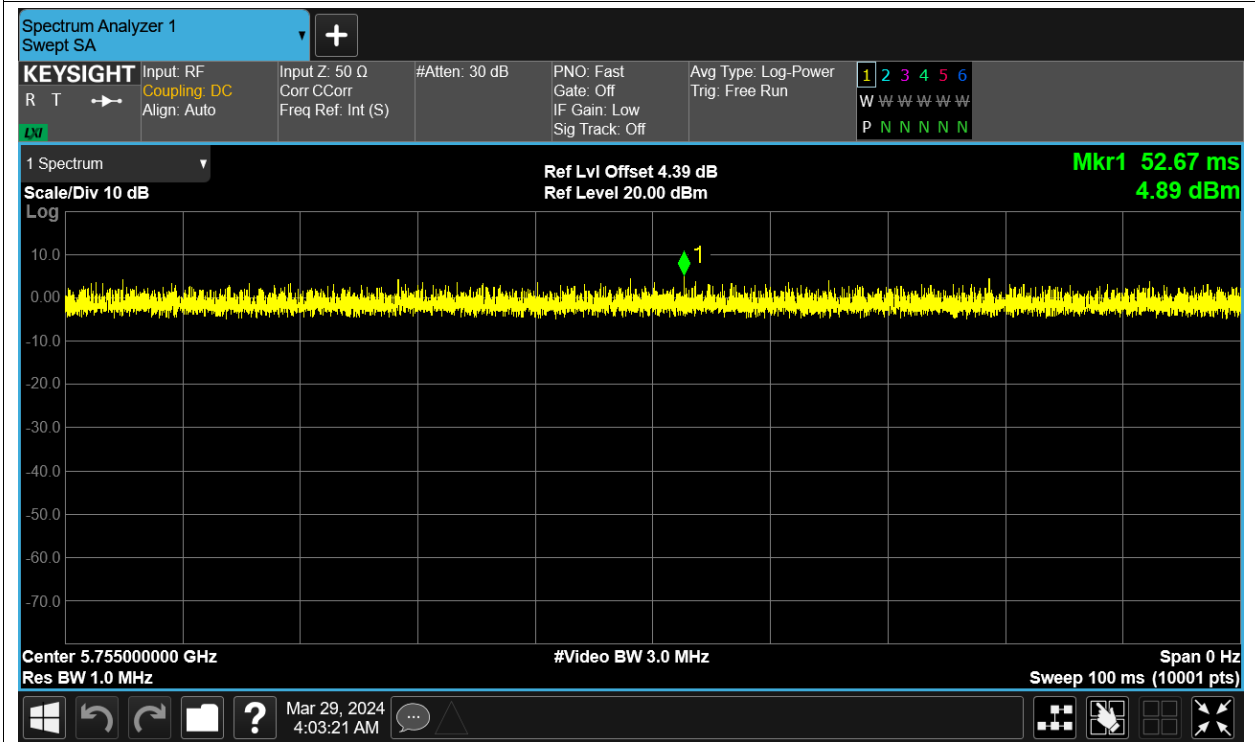 Spectrum Analyzer 1
Swept SA
+
KEYSIGHT
R T
LXI
Input: RF
Coupling: DC
Align: Auto
Input Z: 50 Ω
Corr CCorr
Freq Ref: Int (S)
#Atten: 30 dB
PNO: Fast
Gate: Off
IF Gain: Low
Sig Track: Off
Avg Type: Log-Power
Trig: Free Run
1 2 3 4 5 6
W W W W W W
P N N N N N
1 Spectrum
Scale/Div 10 dB
Log
Ref Lvl Offset 4.39 dB
Ref Level 20.00 dBm
Mkr1 52.67 ms
4.89 dBm
1
10.0
0.00
-10.0
-20.0
-30.0
-40.0
-50.0
-60.0
-70.0
Center 5.755000000 GHz
Res BW 1.0 MHz
#Video BW 3.0 MHz
Span 0 Hz
Sweep 100 ms (10001 pts)
?
Mar 29, 2024
4:03:21 AM